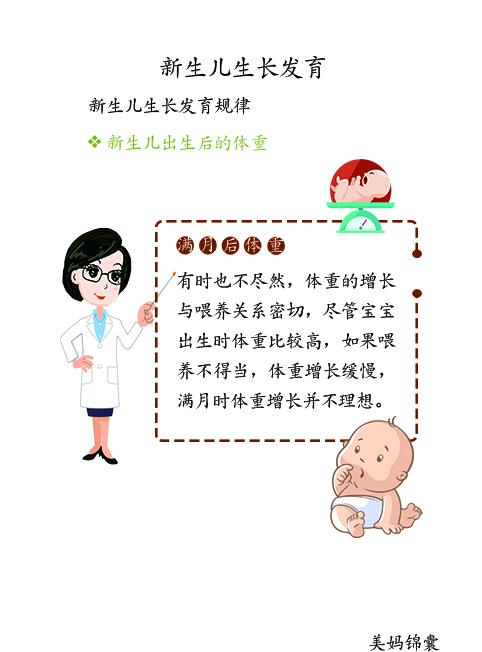 新生儿生长发育
新生儿生长发育规律
新生儿出生后的体重
满月后体重
有时也不尽然，体重的增长
与喂养关系密切，尽管宝宝
出生时体重比较高，如果喂
养不得当，体重增长缓慢，
满月时体重增长并不理想。
美妈锦囊